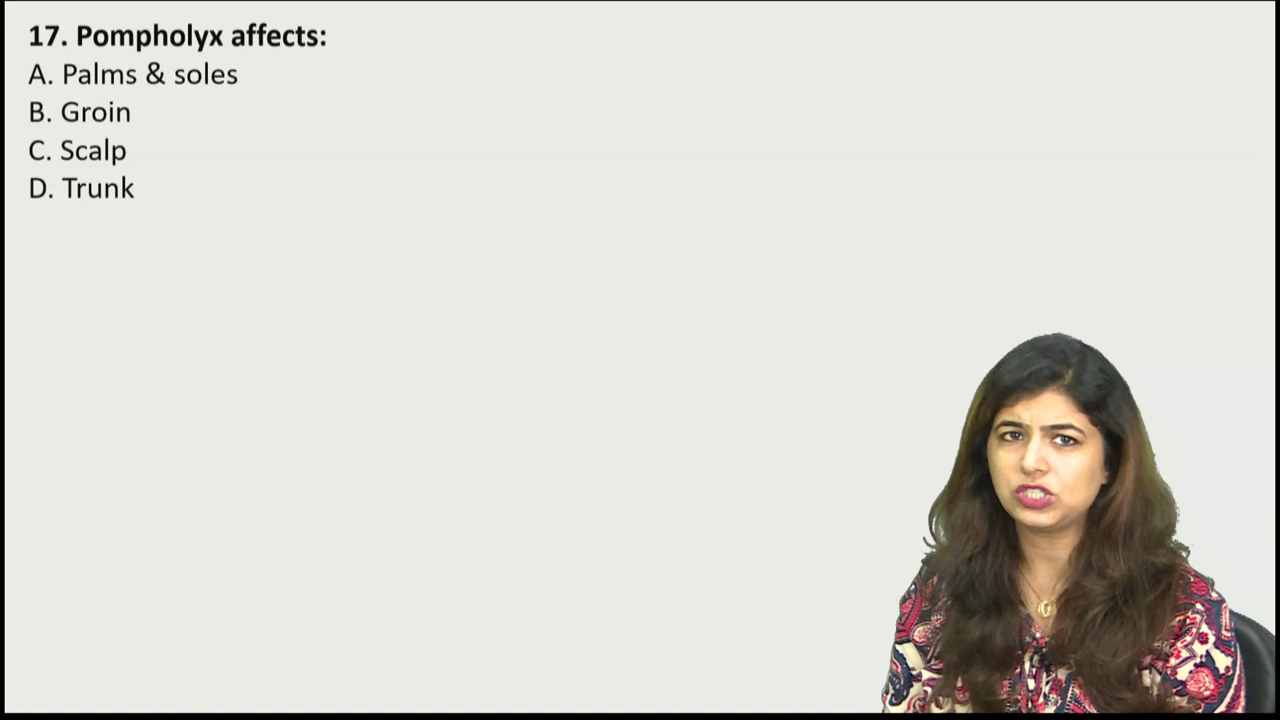 17. Pompholyx affects:
A. Palms & soles
B. Groin
C. Scalp
D. Trunk